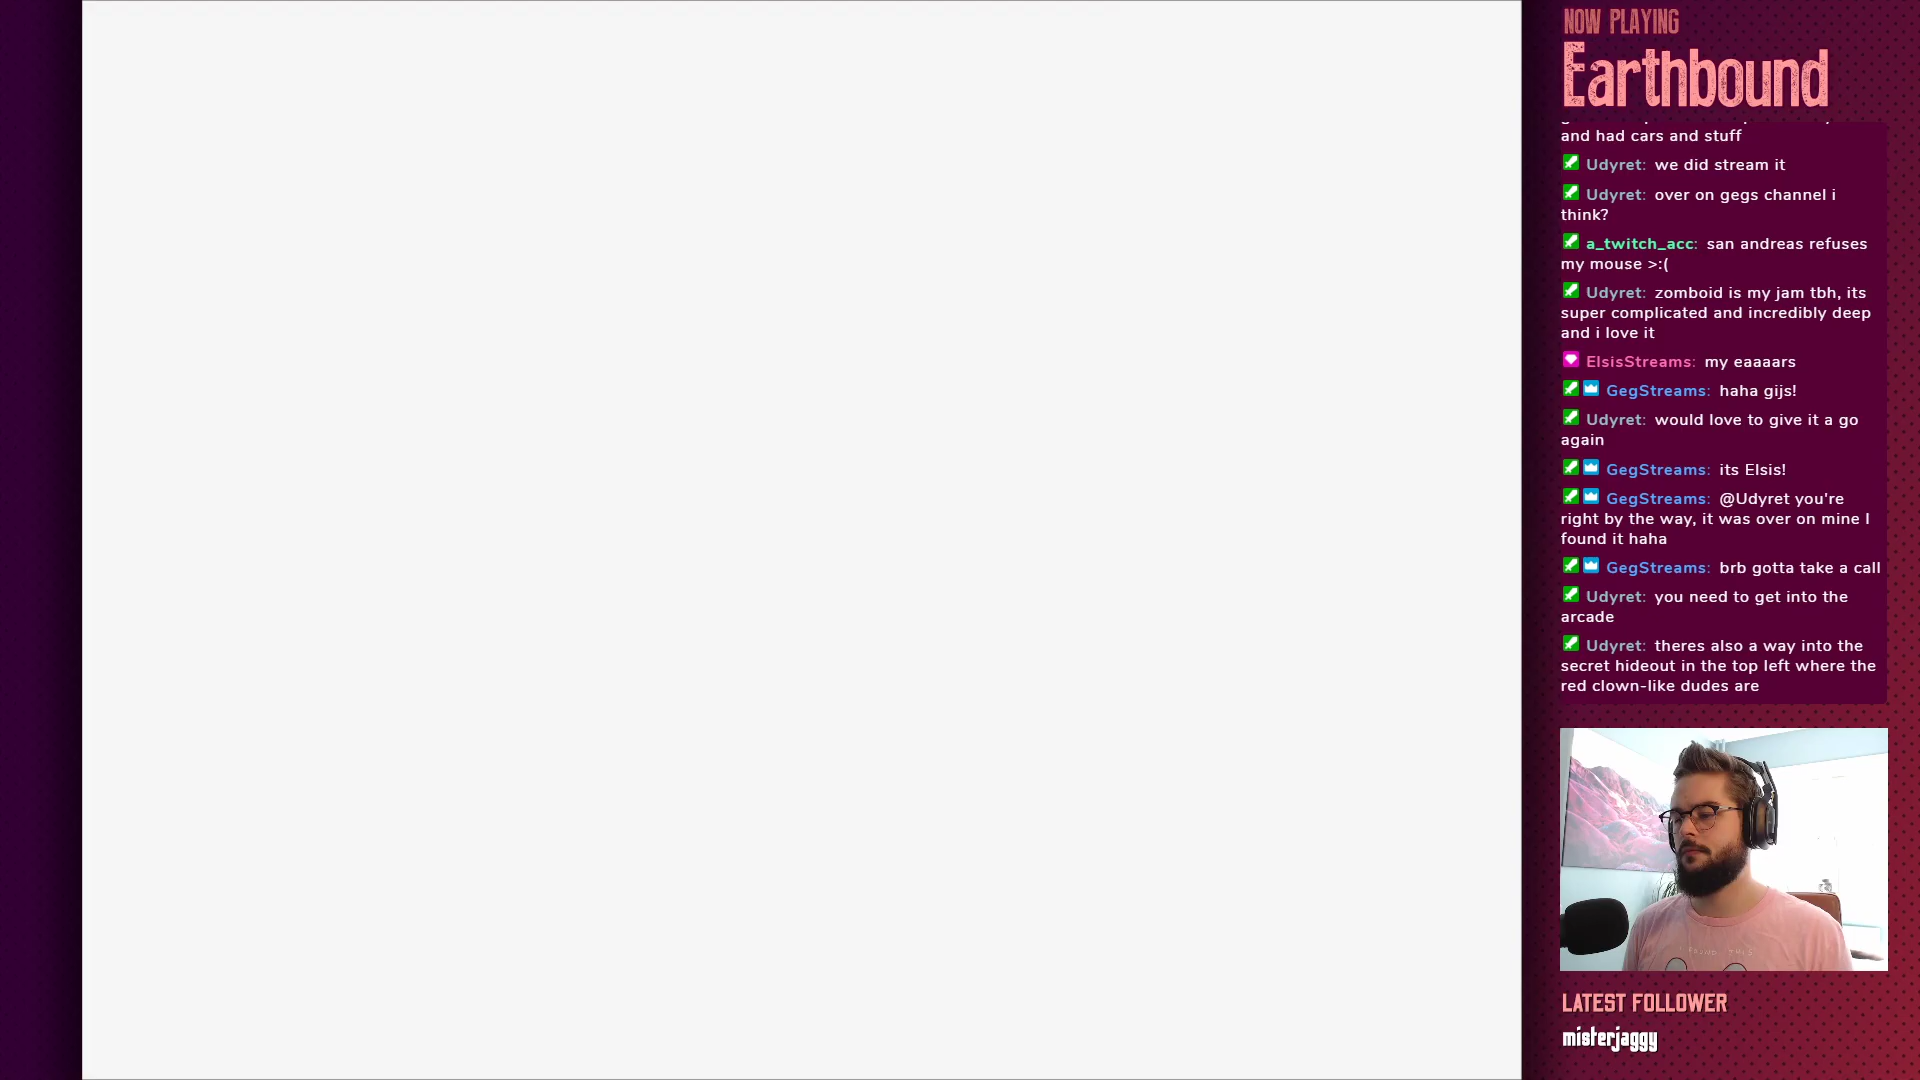 NOW PLAYING
Earthbound
and had cars and stuff
Udyret: we did stream it
Udyret: over on gegs channel i
think?
a_twitch_acc: san andreas refuses
my mouse >:(
Udyret: zomboid is my jam tbh, its
super complicated and incredibly deep
and i love it
ElsisStreams: my eaaaars
GegStreams: haha gijs!
Udyret: would love to give it a go
again
GegStreams: its Elsis!
GegStreams: @Udyret you're
right by the way, it was over on mine I
found it haha
GegStreams: brb gotta take a call
Udyret: you need to get into the
arcade
Udyret: theres also a way into the
secret hideout in the top left where the
red clown-like dudes are
FOUND THIS
LATEST FOLLOWER
misterjaggy